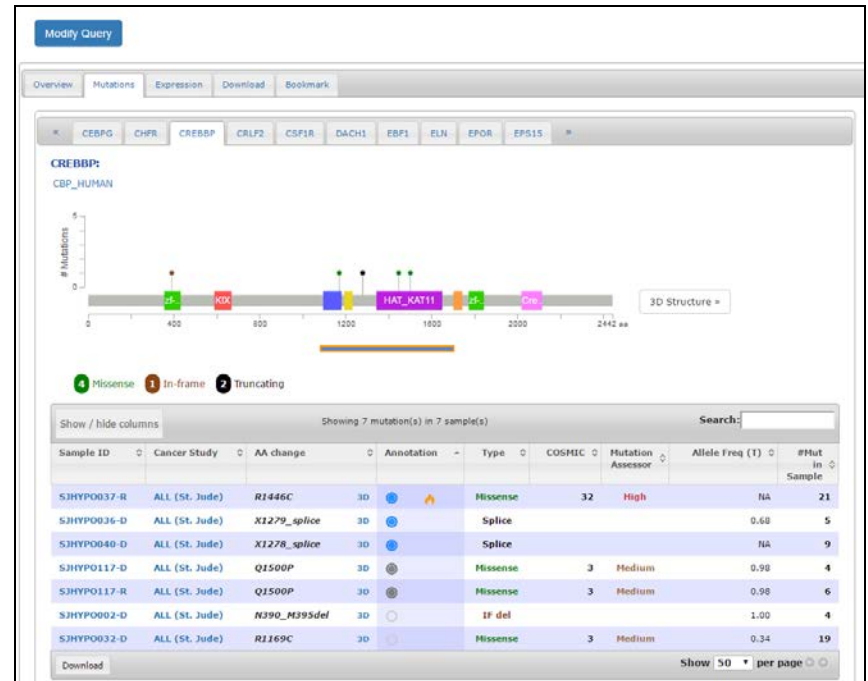 Modify Query
Overview Mutations Expression Download Bookmark
« CEBPG CHFR CREBBP CRLF2 CSF1R DACH1 EBF1 ELN EPOR EPS15 »
CREBBP:
CBP_HUMAN
# Mutations
5
0
zf-.. KIX HAT_KAT11 zf-.. Cre..
0 400 800 1200 1600 2000 2442 aa
3D Structure »
4 Missense 1 In-frame 2 Truncating
Show / hide columns Showing 7 mutation(s) in 7 sample(s) Search:
Sample ID Cancer Study AA change Annotation Type COSMIC Mutation Assessor Allele Freq (T) #Mut in Sample
SJHYPO037-R ALL (St. Jude) R1446C 3D Missense 32 High NA 21
SJHYPO036-D ALL (St. Jude) X1279_splice 3D Splice 0.68 5
SJHYPO040-D ALL (St. Jude) X1278_splice 3D Splice NA 9
SJHYPO117-D ALL (St. Jude) Q1500P 3D Missense 3 Medium 0.98 4
SJHYPO117-R ALL (St. Jude) Q1500P 3D Missense 3 Medium 0.98 6
SJHYPO002-D ALL (St. Jude) N390_M395del 3D IF del 1.00 4
SJHYPO032-D ALL (St. Jude) R1169C 3D Missense 3 Medium 0.34 19
Download Show 50 per page